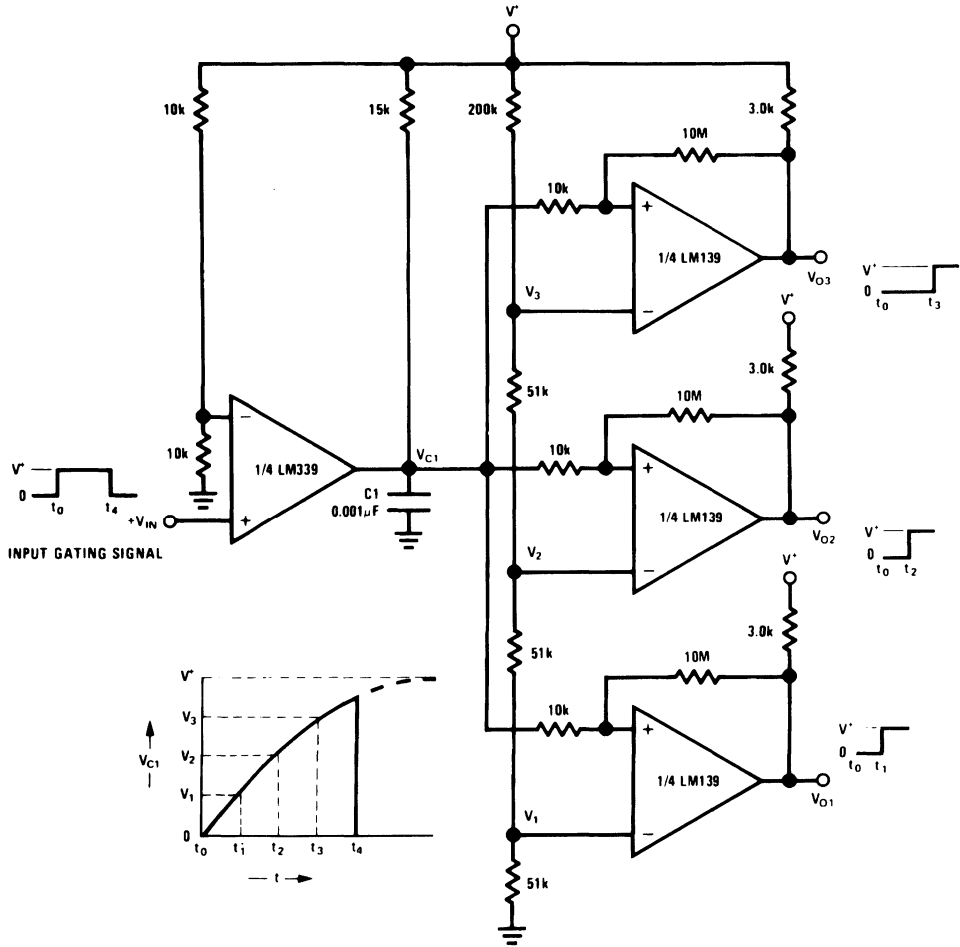 V+
10k
15k
200k
3.0k
10M
10k
+
1/4 LM139
−
V3
VO3
V+
0
t0
t3
V+
3.0k
51k
10M
10k
−
10k
1/4 LM339
+
VC1
C1
0.001µF
10k
+
1/4 LM139
−
V2
VO2
V+
0
t0
t2
V+
0
t0
t4
+VIN
INPUT GATING SIGNAL
V+
3.0k
51k
10M
10k
+
1/4 LM139
−
V1
VO1
V+
0
t0
t1
51k
V+
V3
V2
V1
0
VC1
t0
t1
t2
t3
t4
t